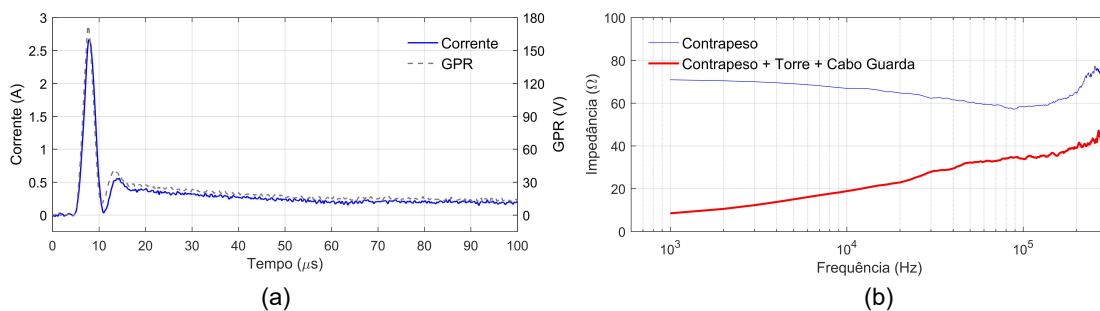 3
2.5
2
1.5
1
0.5
0
Corrente (A)
180
150
120
90
60
30
0
GPR (V)
Corrente
GPR
0 10 20 30 40 50 60 70 80 90 100
Tempo (μs)
(a)
100
80
60
40
20
0
Impedância (Ω)
Contrapeso
Contrapeso + Torre + Cabo Guarda
10³ 10⁴ 10⁵
Frequência (Hz)
(b)